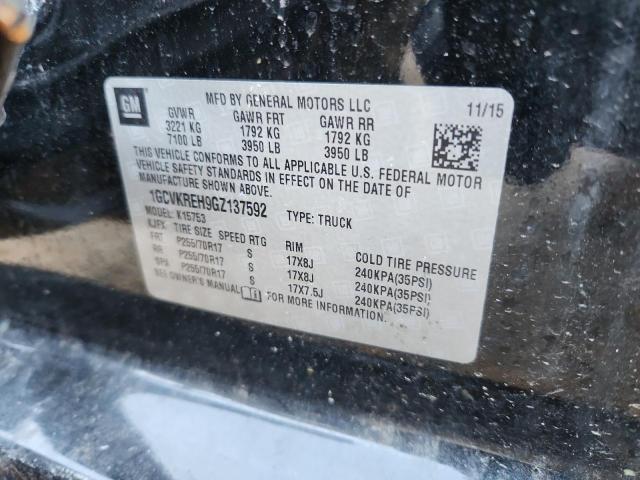 GM
MFD BY GENERAL MOTORS LLC
11/15
GVWR GAWR FRT GAWR RR
3221 KG 1792 KG 1792 KG
7100 LB 3950 LB 3950 LB
THIS VEHICLE CONFORMS TO ALL APPLICABLE U.S. FEDERAL MOTOR
VEHICLE SAFETY STANDARDS IN EFFECT ON THE DATE OF
MANUFACTURE SHOWN ABOVE.
1GCVKREH9GZ137592 TYPE: TRUCK
MODEL: K15753
KJFX TIRE SIZE SPEED RTG RIM COLD TIRE PRESSURE
FRT P255/70R17 S 17X8J 240KPA(35PSI)
RR P255/70R17 S 17X8J 240KPA(35PSI)
SPA P255/70R17 S 17X7.5J 240KPA(35PSI)
SEE OWNER'S MANUAL FOR MORE INFORMATION.